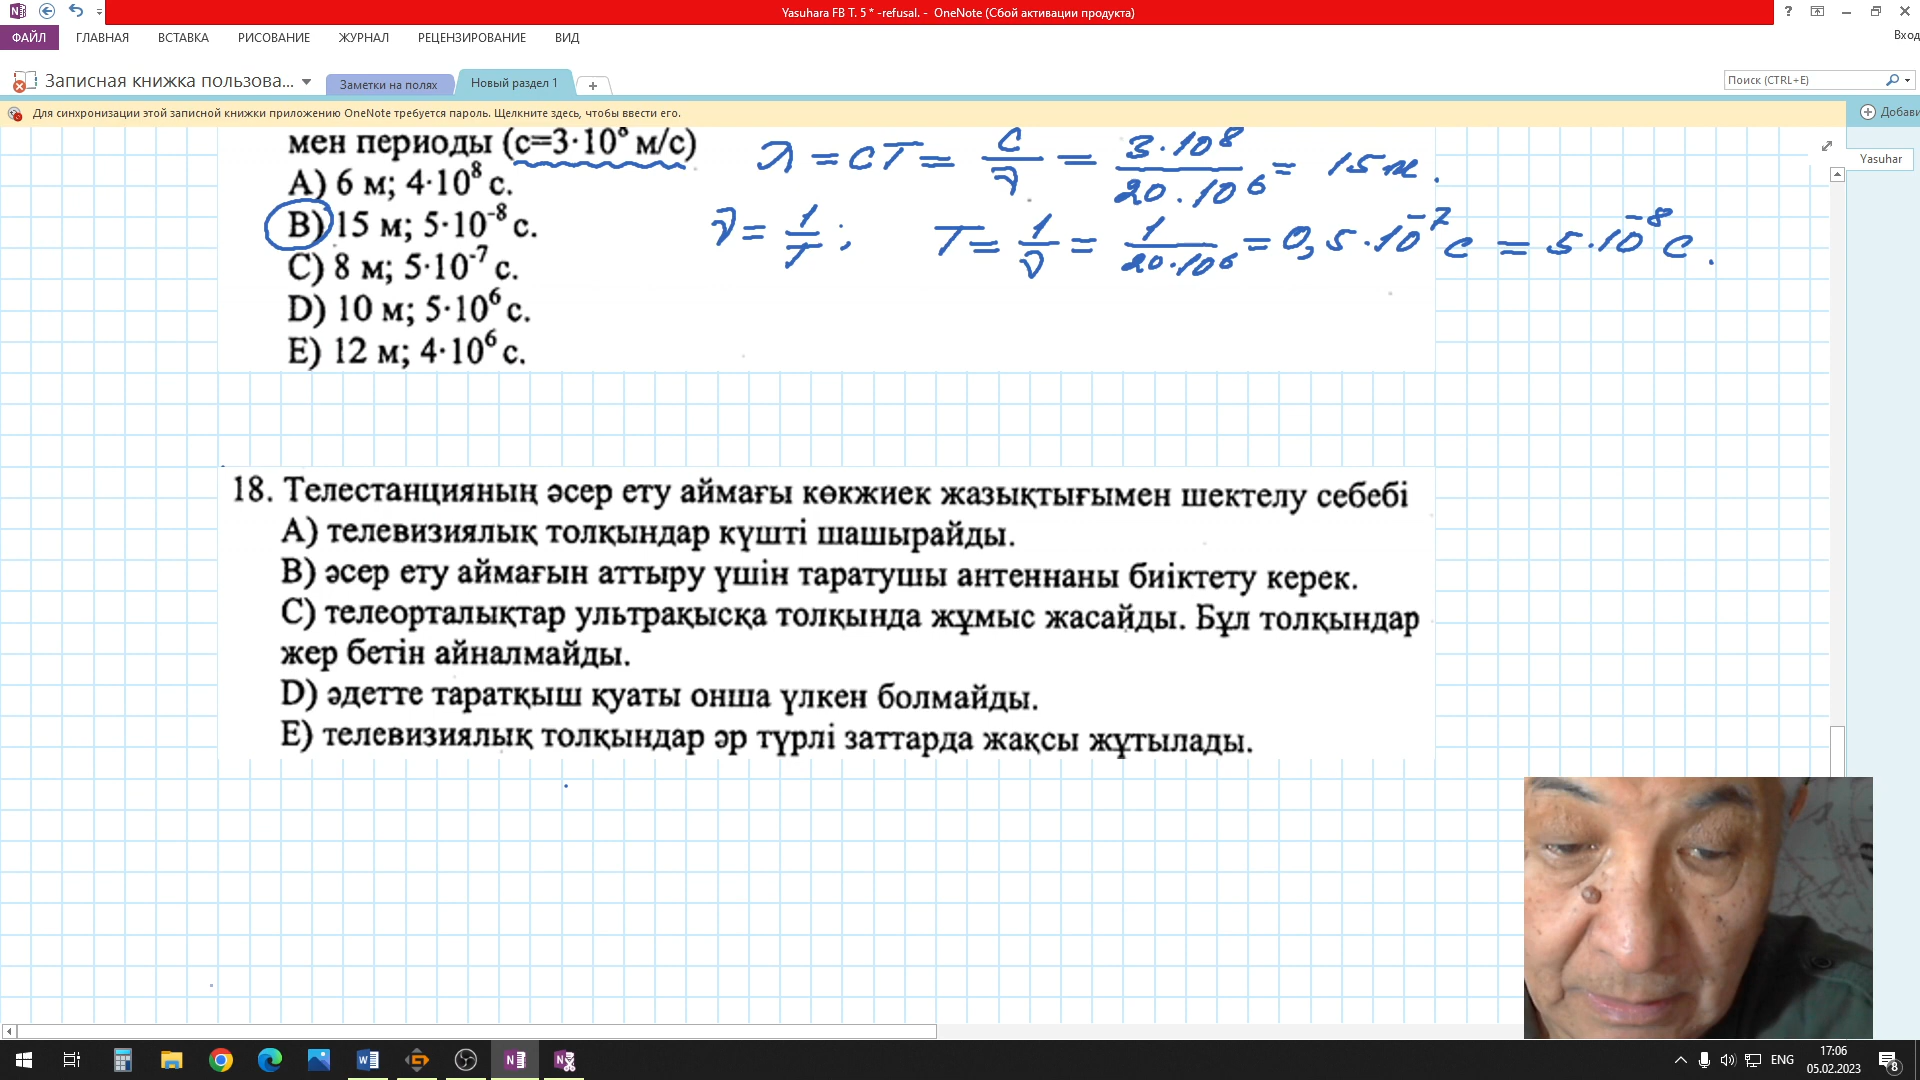 Yasuhara FB T. 5 * -refusal. - OneNote (Сбой активации продукта)
ФАЙЛ ГЛАВНАЯ ВСТАВКА РИСОВАНИЕ ЖУРНАЛ РЕЦЕНЗИРОВАНИЕ ВИД Вход
Записная книжка пользова... Заметки на полях Новый раздел 1 Поиск (CTRL+E)
Для синхронизации этой записной книжки приложению OneNote требуется пароль. Щелкните здесь, чтобы ввести его. Добави
Yasuhar
мен периоды (c=3·10⁸ м/с) λ = cT = c/ν = 3·10⁸/20·10⁶ = 15 м.
A) 6 м; 4·10⁸ с.
B) 15 м; 5·10⁻⁸ с. ν = 1/T; T = 1/ν = 1/20·10⁶ = 0,5·10⁻⁷ c = 5·10⁻⁸ c.
C) 8 м; 5·10⁻⁷ с.
D) 10 м; 5·10⁶ с.
E) 12 м; 4·10⁶ с.
18. Телестанцияның әсер ету аймағы көкжиек жазықтығымен шектелу себебі
A) телевизиялық толқындар күшті шашырайды.
B) әсер ету аймағын аттыру үшін таратушы антеннаны биіктету керек.
C) телеорталықтар ультрақысқа толқында жұмыс жасайды. Бұл толқындар
жер бетін айналмайды.
D) әдетте таратқыш қуаты онша үлкен болмайды.
E) телевизиялық толқындар әр түрлі заттарда жақсы жұтылады.
ENG 17:06
05.02.2023 8